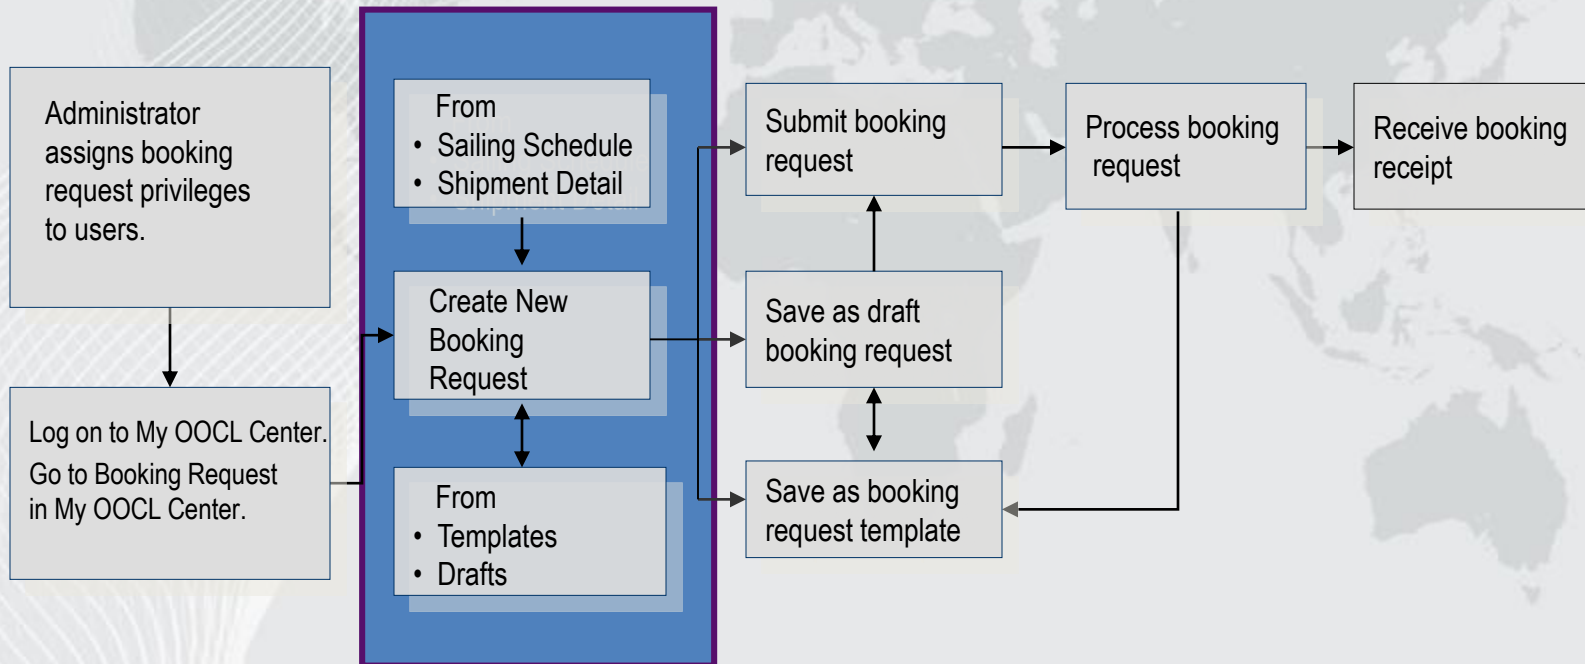 Administrator
assigns booking
request privileges
to users.
Log on to My OOCL Center.
Go to Booking Request
in My OOCL Center.
From
• Sailing Schedule
• Shipment Detail
Create New
Booking
Request
From
• Templates
• Drafts
Submit booking
request
Save as draft
booking request
Save as booking
request template
Process booking
request
Receive booking
receipt